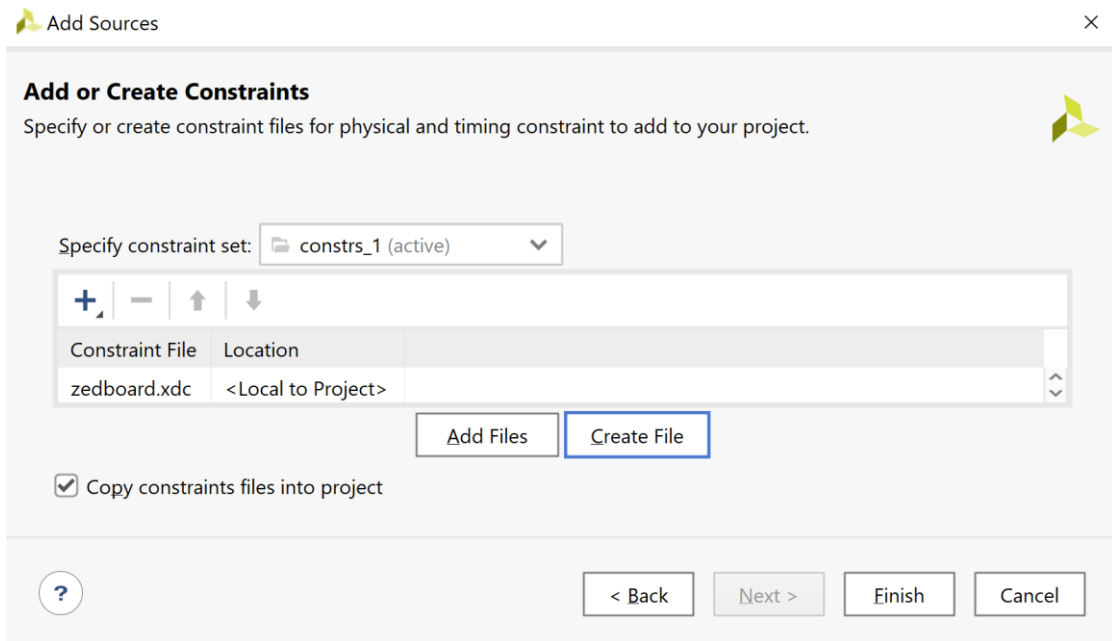 Add Sources
Add or Create Constraints
Specify or create constraint files for physical and timing constraint to add to your project.
Specify constraint set: constrs_1 (active)
Constraint File Location
zedboard.xdc <Local to Project>
Add Files Create File
Copy constraints files into project
? < Back Next > Finish Cancel